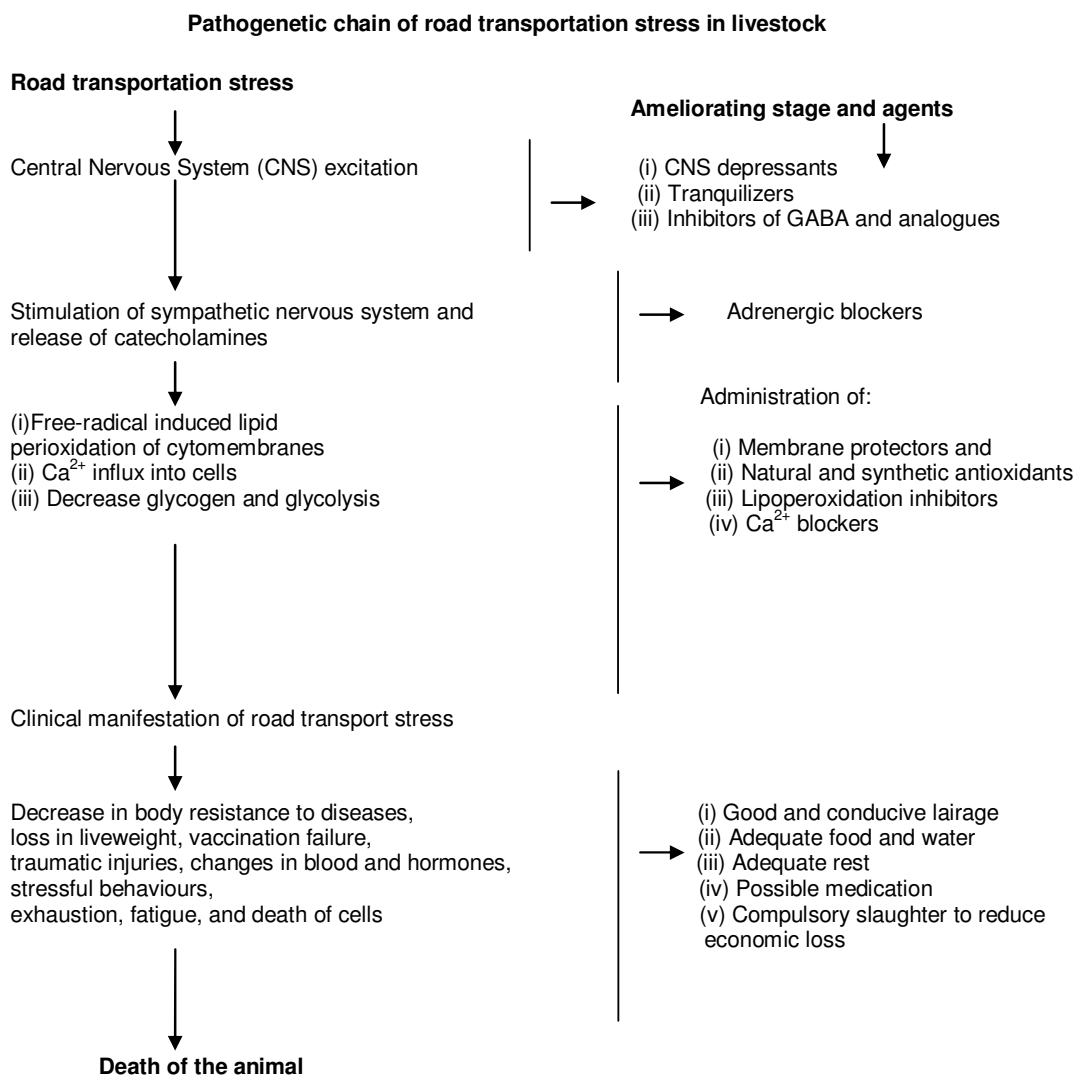 Pathogenetic chain of road transportation stress in livestock
Road transportation stress
Ameliorating stage and agents
Central Nervous System (CNS) excitation
(i) CNS depressants
(ii) Tranquilizers
(iii) Inhibitors of GABA and analogues
Stimulation of sympathetic nervous system and
release of catecholamines
Adrenergic blockers
(i)Free-radical induced lipid
perioxidation of cytomembranes
(ii) Ca²⁺ influx into cells
(iii) Decrease glycogen and glycolysis
Administration of:
(i) Membrane protectors and
(ii) Natural and synthetic antioxidants
(iii) Lipoperoxidation inhibitors
(iv) Ca²⁺ blockers
Clinical manifestation of road transport stress
Decrease in body resistance to diseases,
loss in liveweight, vaccination failure,
traumatic injuries, changes in blood and hormones,
stressful behaviours,
exhaustion, fatigue, and death of cells
(i) Good and conducive lairage
(ii) Adequate food and water
(iii) Adequate rest
(iv) Possible medication
(v) Compulsory slaughter to reduce
economic loss
Death of the animal